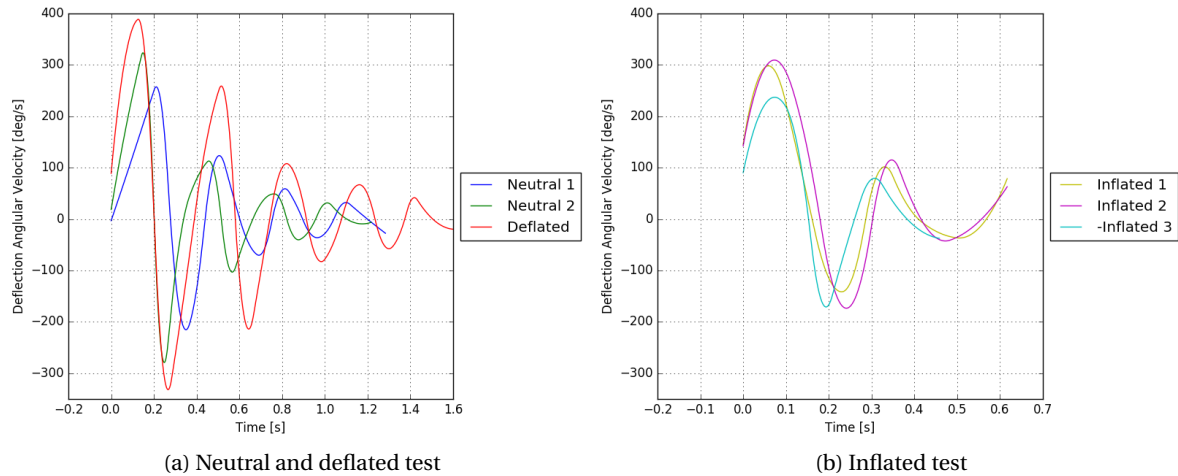 400
300
200
100
0
−100
−200
−300
−0.2 0.0 0.2 0.4 0.6 0.8 1.0 1.2 1.4 1.6
Time [s]
Deflection Angular Velocity [deg/s]
Neutral 1
Neutral 2
Deflated
(a) Neutral and deflated test
400
300
200
100
0
−100
−200
−300
−0.2 −0.1 0.0 0.1 0.2 0.3 0.4 0.5 0.6 0.7
Time [s]
Deflection Angular Velocity [deg/s]
Inflated 1
Inflated 2
-Inflated 3
(b) Inflated test